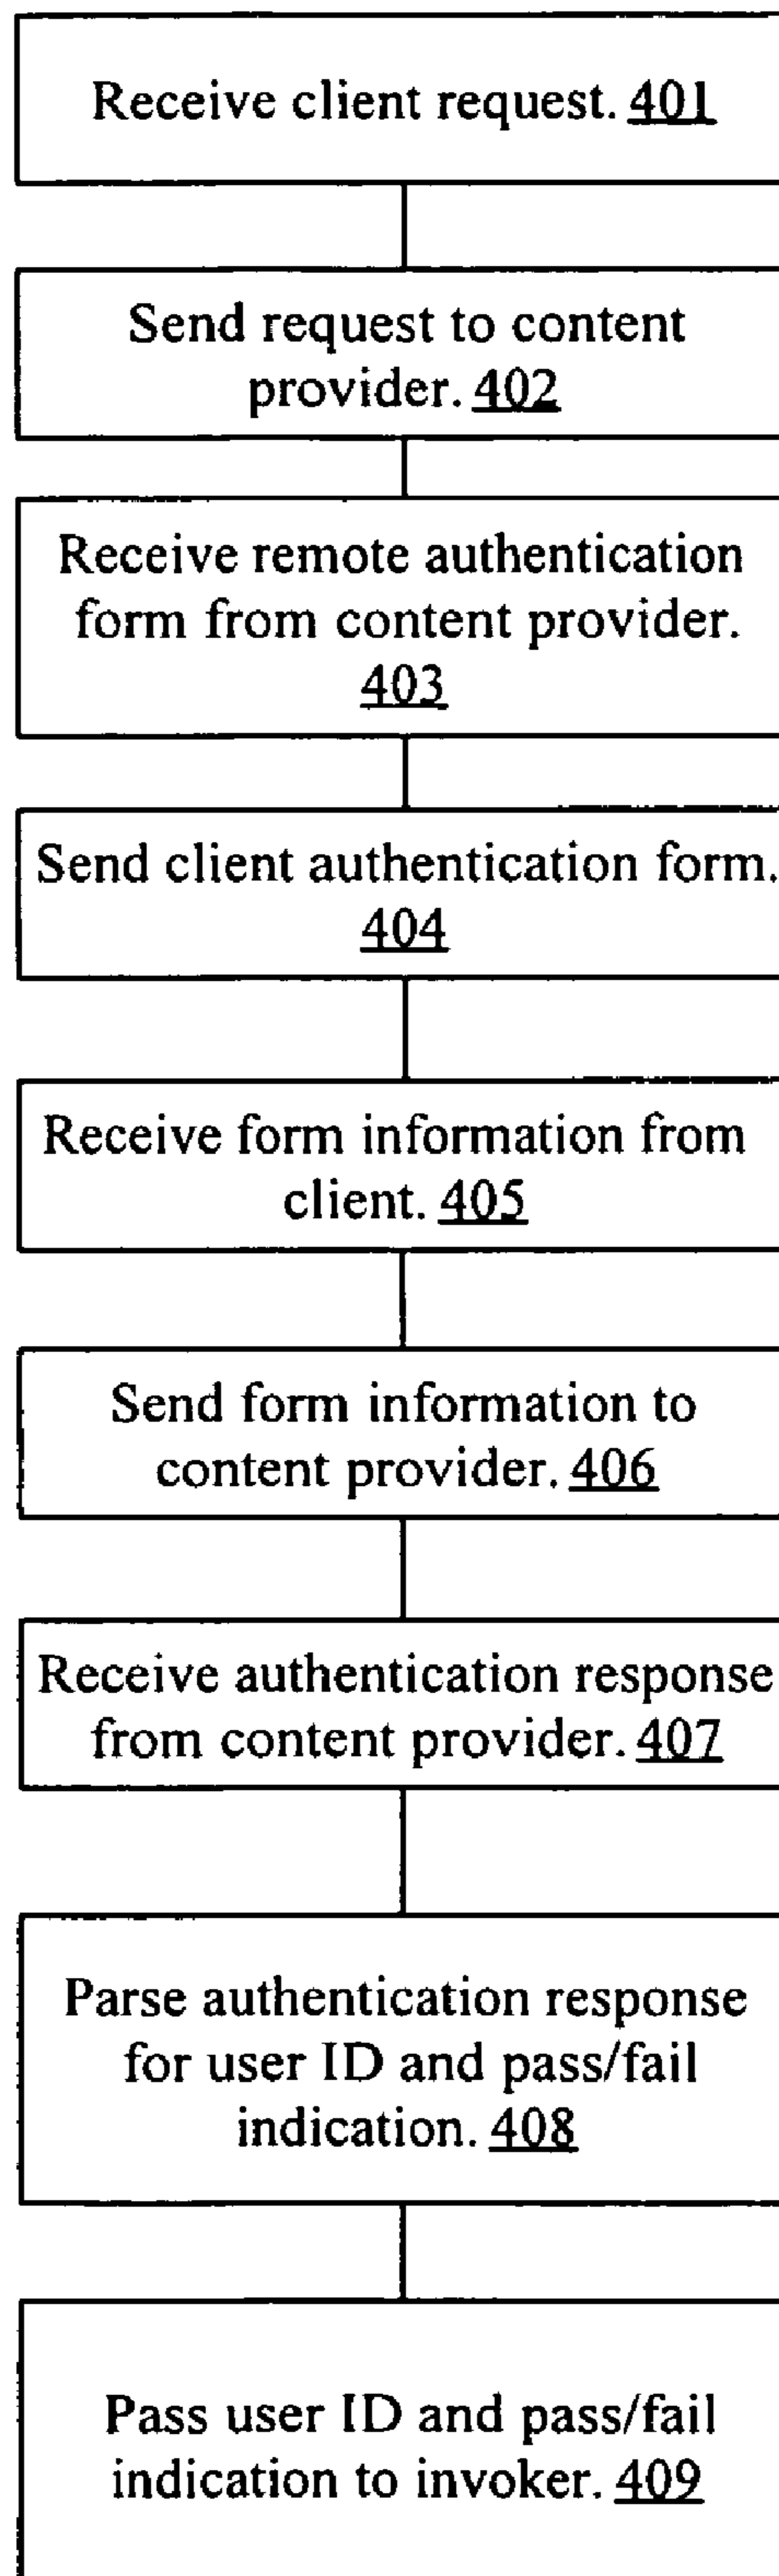 Receive client request. 401
Send request to content
provider. 402
Receive remote authentication
form from content provider.
403
Send client authentication form.
404
Receive form information from
client. 405
Send form information to
content provider. 406
Receive authentication response
from content provider. 407
Parse authentication response
for user ID and pass/fail
indication. 408
Pass user ID and pass/fail
indication to invoker. 409